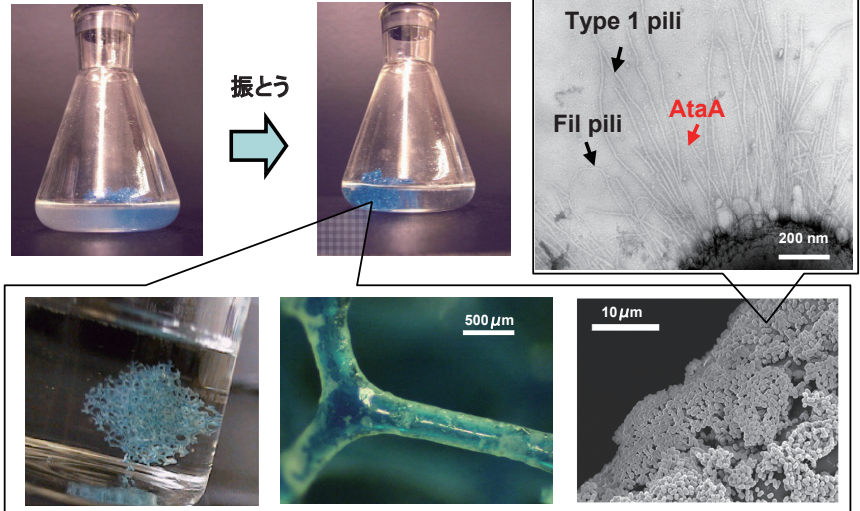 振とう
Type 1 pili
AtaA
Fil pili
200 nm
500 μm
10 μm